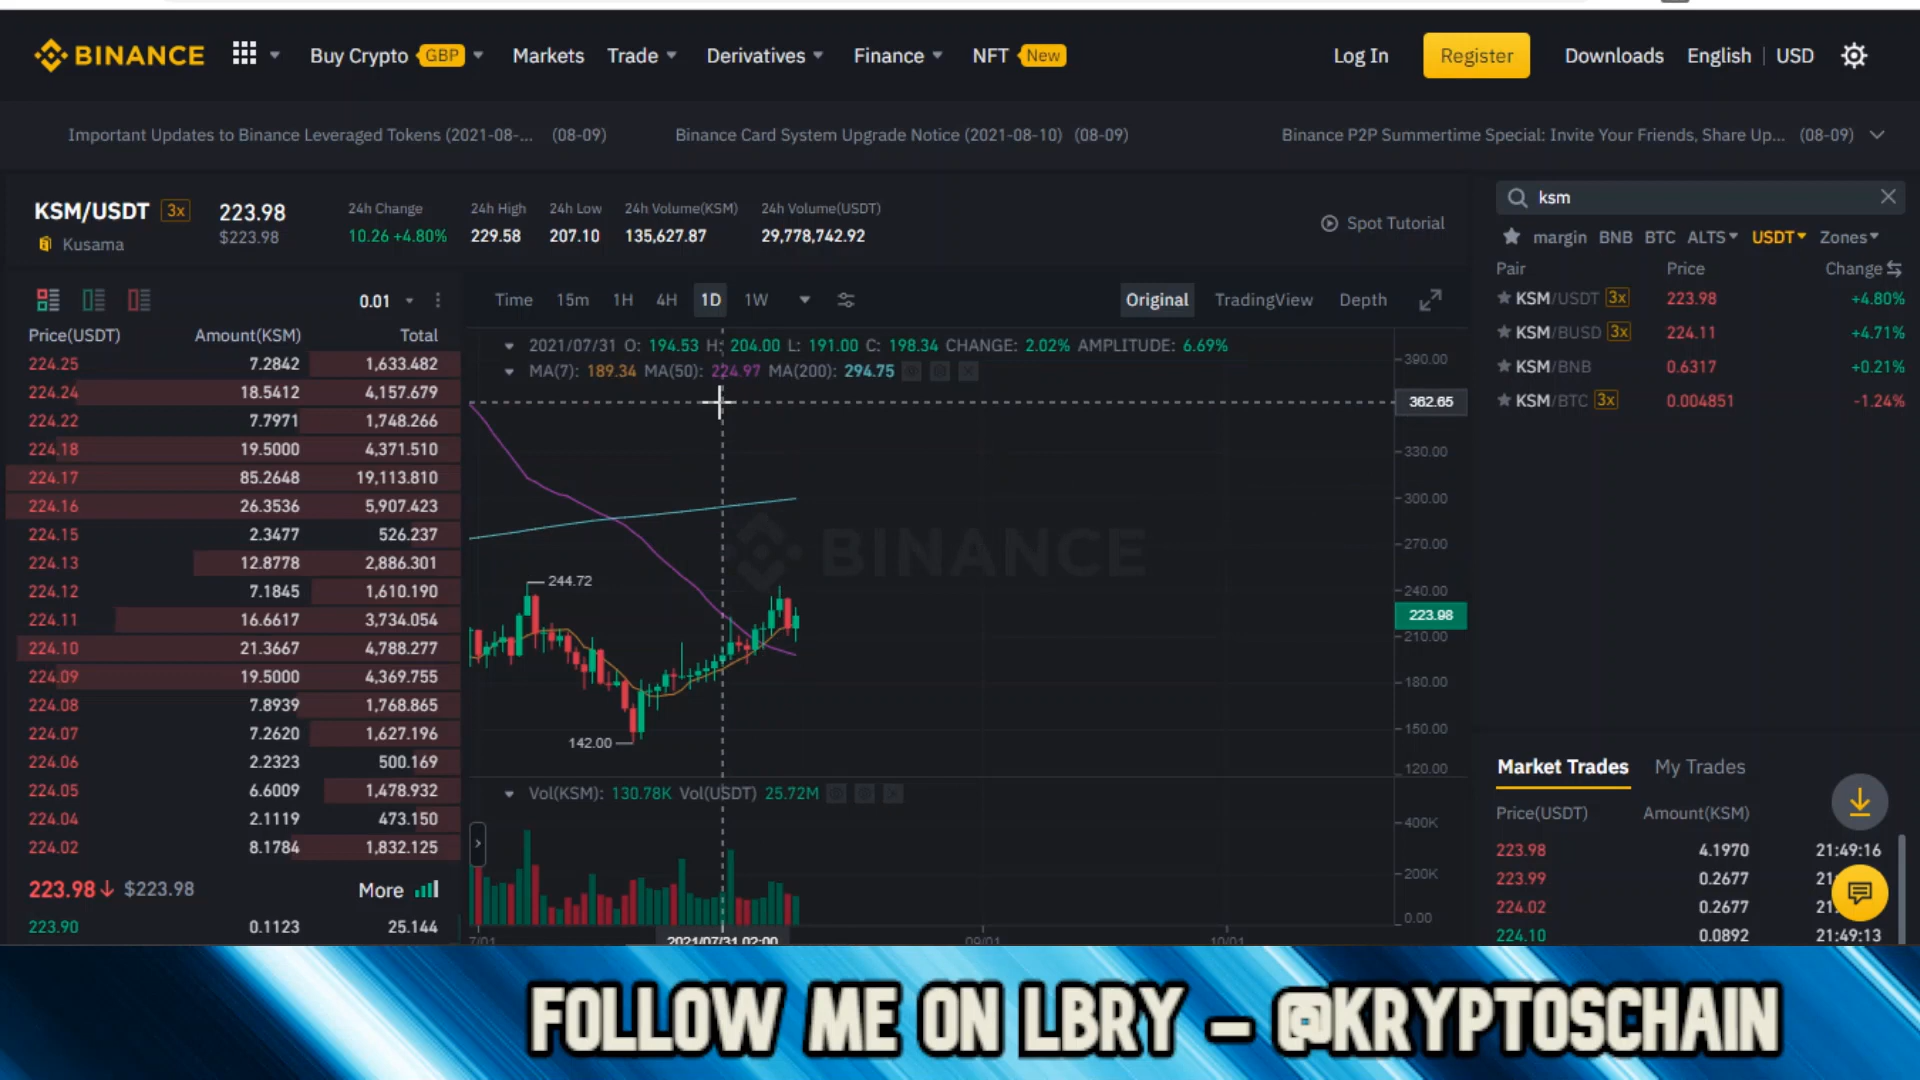 BINANCE Buy Crypto GBP Markets Trade Derivatives Finance NFT New Log In Register Downloads English USD
Important Updates to Binance Leveraged Tokens (2021-08-... (08-09) Binance Card System Upgrade Notice (2021-08-10) (08-09) Binance P2P Summertime Special: Invite Your Friends, Share Up... (08-09)
KSM/USDT 3x 223.98 $223.98 Kusama
24h Change 24h High 24h Low 24h Volume(KSM) 24h Volume(USDT)
10.26 +4.80% 229.58 207.10 135,627.87 29,778,742.92
Spot Tutorial
0.01
Price(USDT) Amount(KSM) Total
224.25 7.2842 1,633.482
224.24 18.5412 4,157.679
224.22 7.7971 1,748.266
224.18 19.5000 4,371.510
224.17 85.2648 19,113.810
224.16 26.3536 5,907.423
224.15 2.3477 526.237
224.13 12.8778 2,886.301
224.12 7.1845 1,610.190
224.11 16.6617 3,734.054
224.10 21.3667 4,788.277
224.09 19.5000 4,369.755
224.08 7.8939 1,768.865
224.07 7.2620 1,627.196
224.06 2.2323 500.169
224.05 6.6009 1,478.932
224.04 2.1119 473.150
224.02 8.1784 1,832.125
223.98 $223.98 More
223.90 0.1123 25.144
Time 15m 1H 4H 1D 1W Original TradingView Depth
2021/07/31 O: 194.53 H: 204.00 L: 191.00 C: 198.34 CHANGE: 2.02% AMPLITUDE: 6.69%
MA(7): 189.34 MA(50): 224.97 MA(200): 294.75
390.00
362.65
330.00
300.00
270.00
BINANCE
240.00
244.72
223.98
210.00
180.00
150.00
142.00
120.00
Vol(KSM): 130.78K Vol(USDT) 25.72M
400K
200K
0.00
7/01 2021/07/31 02:00 09/01 10/01
ksm
margin BNB BTC ALTS USDT Zones
Pair Price Change
KSM/USDT 3x 223.98 +4.80%
KSM/BUSD 3x 224.11 +4.71%
KSM/BNB 0.6317 +0.21%
KSM/BTC 3x 0.004851 -1.24%
Market Trades My Trades
Price(USDT) Amount(KSM)
223.98 4.1970 21:49:16
223.99 0.2677 21:
224.02 0.2677 21:
224.10 0.0892 21:49:13
FOLLOW ME ON LBRY – @KRYPTOSCHAIN